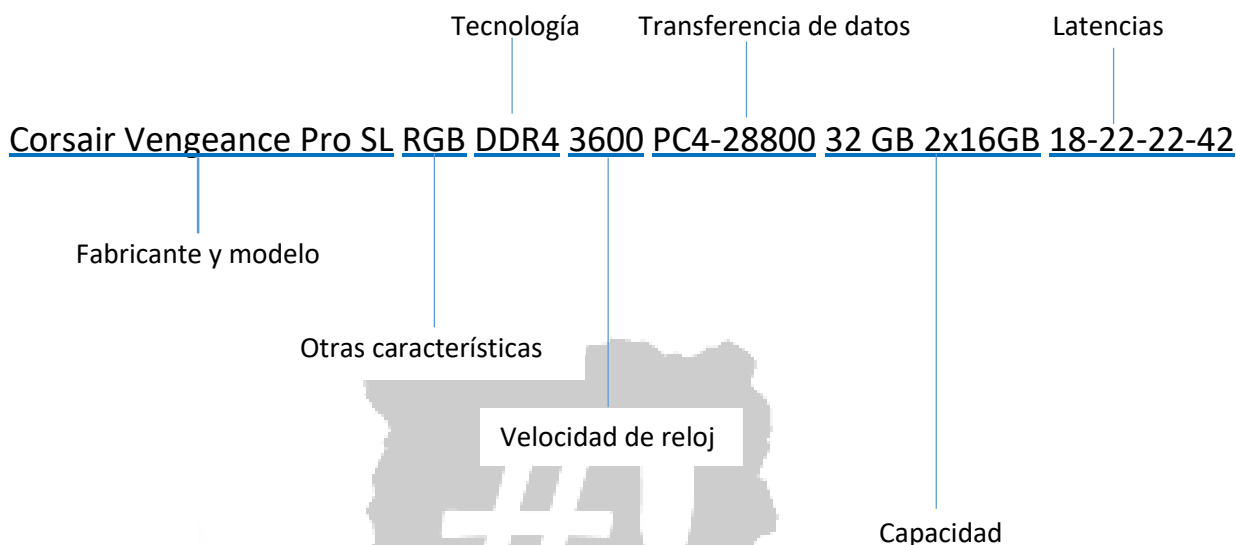 Tecnología Transferencia de datos Latencias
Corsair Vengeance Pro SL RGB DDR4 3600 PC4-28800 32 GB 2x16GB 18-22-22-42
Fabricante y modelo
Otras características
Velocidad de reloj
Capacidad